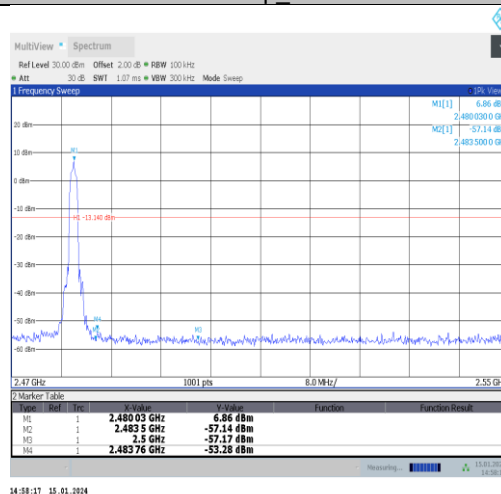 MultiView Spectrum
Ref Level 30.00 dBm Offset 2.00 dB RBW 100 kHz
Att 30 dB SWT 1.07 ms VBW 300 kHz Mode Sweep
1 Frequency Sweep 1Pk View
M1[1] 6.86 dB
2.480 030 0 G
M2[1] -57.14 dB
2.483 500 0 G
20 dBm
M1
10 dBm
0 dBm
-10 dBm
H1 -13.140 dBm
-20 dBm
-30 dBm
-40 dBm
-50 dBm
M4
M3
-60 dBm
2.47 GHz 1001 pts 8.0 MHz/ 2.55 GH
2 Marker Table
Type Ref Trc X-Value Y-Value Function Function Result
M1 1 2.480 03 GHz 6.86 dBm
M2 1 2.483 5 GHz -57.14 dBm
M3 1 2.5 GHz -57.17 dBm
M4 1 2.483 76 GHz -53.28 dBm
Measuring... 15.01.202
14:58:
14:58:17 15.01.2024